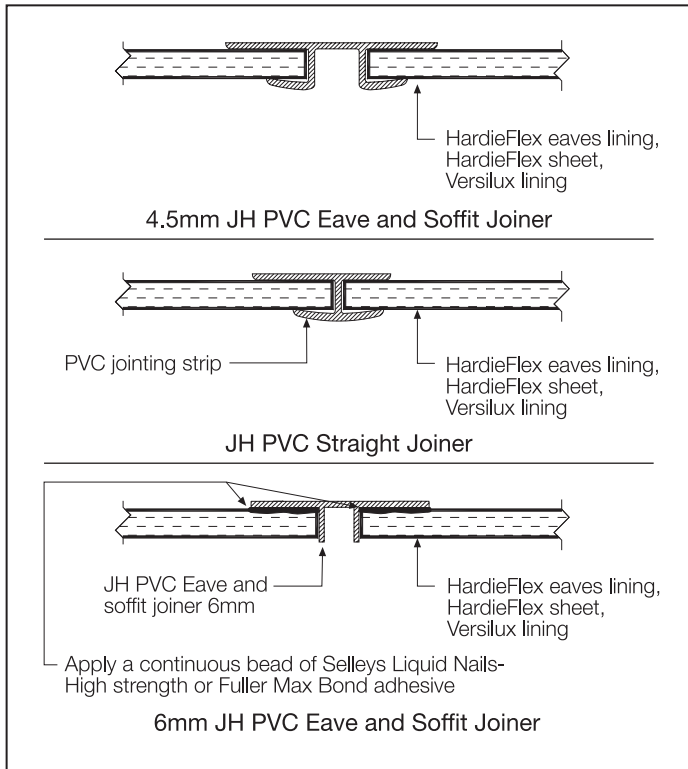 HardieFlex eaves lining,
HardieFlex sheet,
Versilux lining
4.5mm JH PVC Eave and Soffit Joiner
PVC jointing strip
HardieFlex eaves lining,
HardieFlex sheet,
Versilux lining
JH PVC Straight Joiner
JH PVC Eave and
soffit joiner 6mm
HardieFlex eaves lining,
HardieFlex sheet,
Versilux lining
Apply a continuous bead of Selleys Liquid Nails-
High strength or Fuller Max Bond adhesive
6mm JH PVC Eave and Soffit Joiner